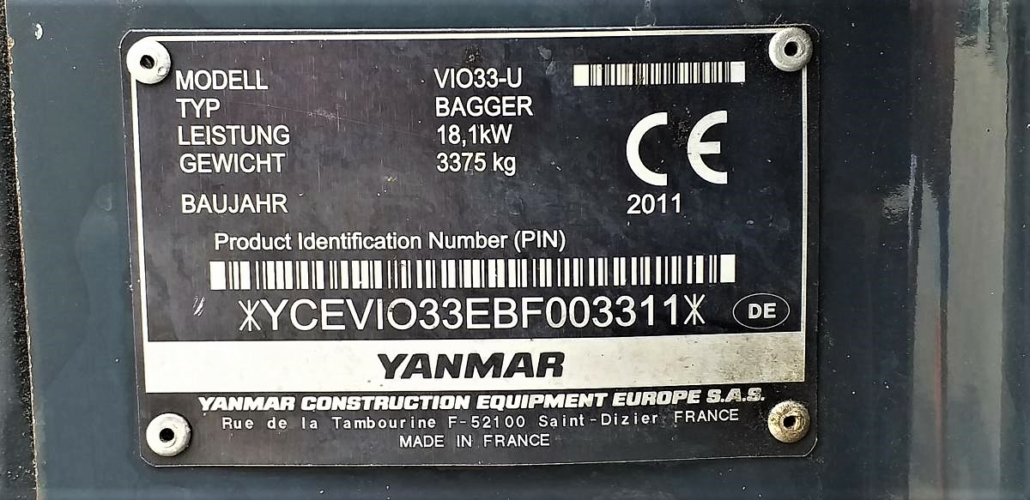 MODELL VIO33-U
TYP BAGGER
LEISTUNG 18,1kW
GEWICHT 3375 kg
CE
BAUJAHR 2011
Product Identification Number (PIN)
*YCEVIO33EBF003311* DE
YANMAR
YANMAR CONSTRUCTION EQUIPMENT EUROPE S.A.S.
Rue de la Tambourine F-52100 Saint-Dizier FRANCE
MADE IN FRANCE